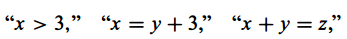 “x > 3,” “x = y + 3,” “x + y = z,”